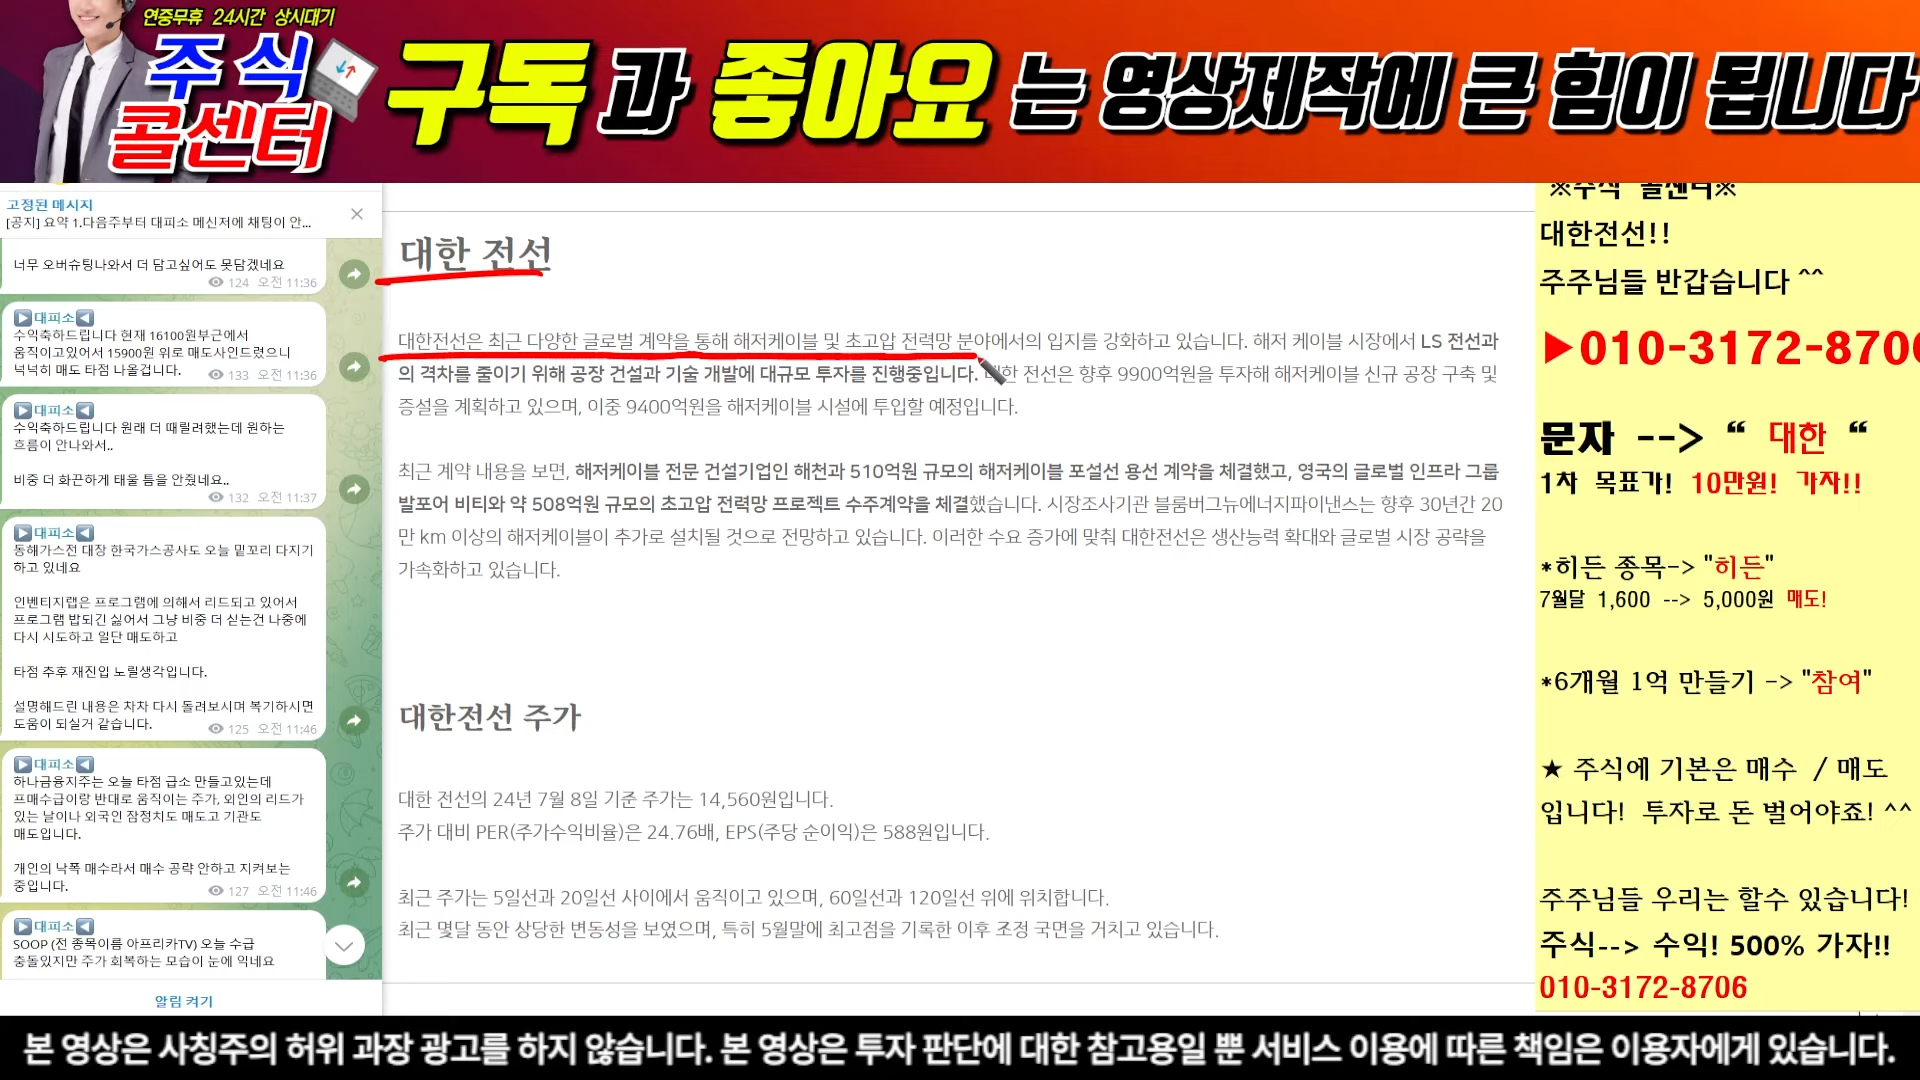 연중무휴 24시간 상시대기
주식
콜센터
구독과 좋아요는 영상제작에 큰 힘이 됩니다
고정된 메시지
[공지] 요약 1.다음주부터 대피소 메신저에 채팅이 안...
너무 오버슈팅나와서 더 담고싶어도 못담겠네요
124 오전 11:36
▶대피소◀
수익축하드립니다 현재 16100원부근에서
움직이고있어서 15900원 위로 매도사인드렸으니
넉넉히 매도 타점 나올겁니다.
133 오전 11:36
▶대피소◀
수익축하드립니다 원래 더 때릴려했는데 원하는
흐름이 안나와서..
비중 더 화끈하게 태울 틈을 안줬네요..
132 오전 11:37
▶대피소◀
동해가스전 대장 한국가스공사도 오늘 밑꼬리 다지기
하고 있네요
인벤티지랩은 프로그램에 의해서 리드되고 있어서
프로그램 밥되긴 싫어서 그냥 비중 더 싣는건 나중에
다시 시도하고 일단 매도하고
타점 추후 재진입 노릴생각입니다.
설명해드린 내용은 차차 다시 돌려보시며 복기하시면
도움이 되실거 같습니다.
125 오전 11:46
▶대피소◀
하나금융지주는 오늘 타점 급소 만들고있는데
프매수급이랑 반대로 움직이는 주가, 외인의 리드가
있는 날이나 외국인 잠정치도 매도고 기관도
매도입니다.
개인의 낙폭 매수라서 매수 공략 안하고 지켜보는
중입니다.
127 오전 11:46
▶대피소◀
SOOP (전 종목이름 아프리카TV) 오늘 수급
충돌있지만 주가 회복하는 모습이 눈에 익네요
알림 켜기
대한 전선
대한전선은 최근 다양한 글로벌 계약을 통해 해저케이블 및 초고압 전력망 분야에서의 입지를 강화하고 있습니다. 해저 케이블 시장에서 LS 전선과
의 격차를 줄이기 위해 공장 건설과 기술 개발에 대규모 투자를 진행중입니다. 대한 전선은 향후 9900억원을 투자해 해저케이블 신규 공장 구축 및
증설을 계획하고 있으며, 이중 9400억원을 해저케이블 시설에 투입할 예정입니다.
최근 계약 내용을 보면, 해저케이블 전문 건설기업인 해천과 510억원 규모의 해저케이블 포설선 용선 계약을 체결했고, 영국의 글로벌 인프라 그룹
발포어 비티와 약 508억원 규모의 초고압 전력망 프로젝트 수주계약을 체결했습니다. 시장조사기관 블룸버그뉴에너지파이낸스는 향후 30년간 20
만 km 이상의 해저케이블이 추가로 설치될 것으로 전망하고 있습니다. 이러한 수요 증가에 맞춰 대한전선은 생산능력 확대와 글로벌 시장 공략을
가속화하고 있습니다.
대한전선 주가
대한 전선의 24년 7월 8일 기준 주가는 14,560원입니다.
주가 대비 PER(주가수익비율)은 24.76배, EPS(주당 순이익)은 588원입니다.
최근 주가는 5일선과 20일선 사이에서 움직이고 있으며, 60일선과 120일선 위에 위치합니다.
최근 몇달 동안 상당한 변동성을 보였으며, 특히 5월말에 최고점을 기록한 이후 조정 국면을 거치고 있습니다.
※주식 콜센터※
대한전선!!
주주님들 반갑습니다 ^^
▶010-3172-8706
문자 --> “ 대한 “
1차 목표가! 10만원! 가자!!
*히든 종목-> "히든"
7월달 1,600 --> 5,000원 매도!
*6개월 1억 만들기 -> "참여"
★ 주식에 기본은 매수 / 매도
입니다! 투자로 돈 벌어야죠! ^^
주주님들 우리는 할수 있습니다!
주식--> 수익! 500% 가자!!
010-3172-8706
본 영상은 사칭주의 허위 과장 광고를 하지 않습니다. 본 영상은 투자 판단에 대한 참고용일 뿐 서비스 이용에 따른 책임은 이용자에게 있습니다.